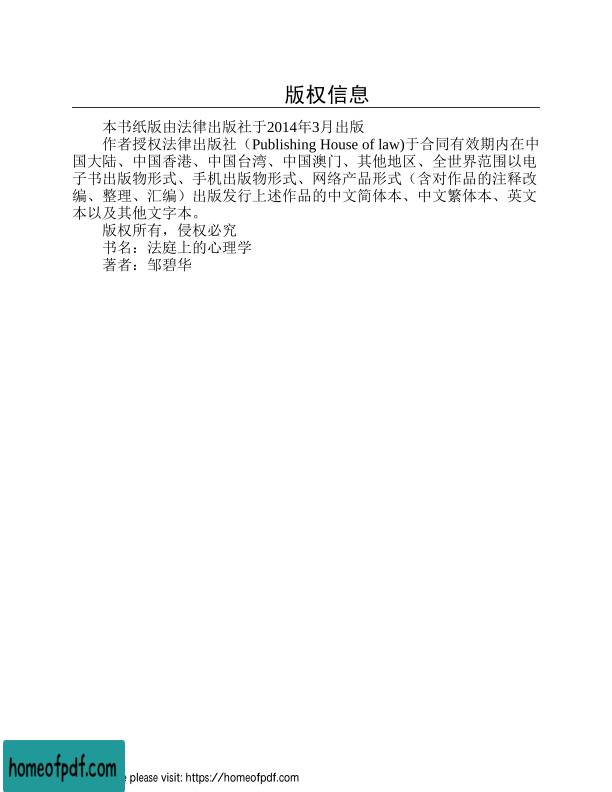 版权信息
本书纸版由法律出版社于2014年3月出版
作者授权法律出版社（Publishing House of law)于合同有效期内在中
国大陆、中国香港、中国台湾、中国澳门、其他地区、全世界范围以电
子书出版物形式、手机出版物形式、网络产品形式（含对作品的注释改
编、整理、汇编）出版发行上述作品的中文简体本、中文繁体本、英文
本以及其他文字本。
版权所有，侵权必究
书名：法庭上的心理学
著者：邹碧华
homeofpdf.com
please visit: https://homeofpdf.com